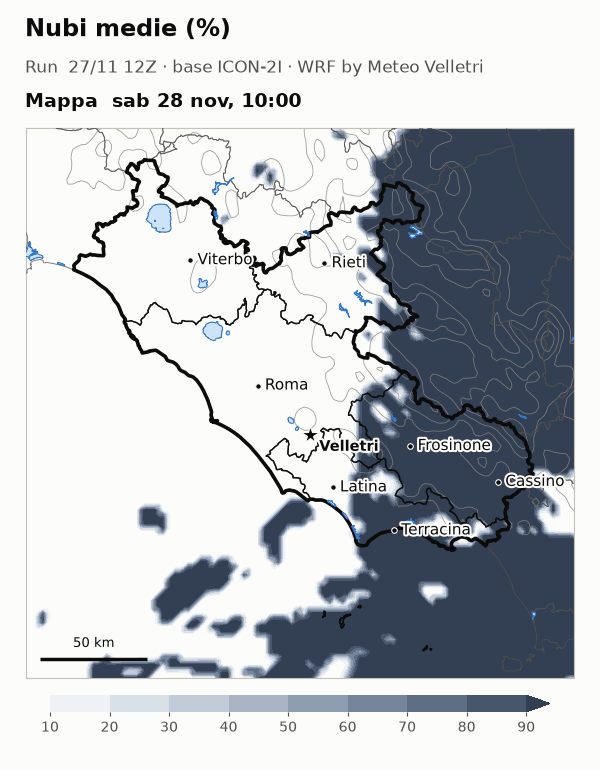 Nubi medie (%)
Run  27/11 12Z · base ICON-2I · WRF by Meteo Velletri
Mappa  sab 28 nov, 10:00
Viterbo
Rieti
Roma
Velletri
Frosinone
Cassino
Latina
Terracina
50 km
10 20 30 40 50 60 70 80 90